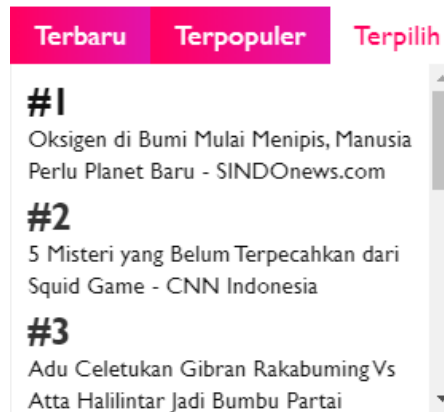 Terbaru Terpopuler Terpilih
#1
Oksigen di Bumi Mulai Menipis, Manusia
Perlu Planet Baru - SINDOnews.com
#2
5 Misteri yang Belum Terpecahkan dari
Squid Game - CNN Indonesia
#3
Adu Celetukan Gibran Rakabuming Vs
Atta Halilintar Jadi Bumbu Partai